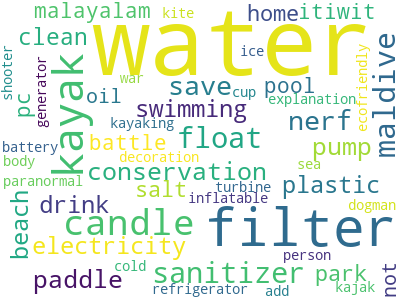 malayalam kite home itiwit
clean ice
water
shooter
pc
generator
kayak
oil save cup pool
explanation
ecofriendly
maldive
war
swimming
battery
kayaking
float nerf
battle
pump
body
decoration
conservation
sea
paranormal
salt turbine plastic
beach
drink
inflatable
candle filter
dogman
electricity
person
paddle
cold
sanitizer park
not
refrigerator add kajak